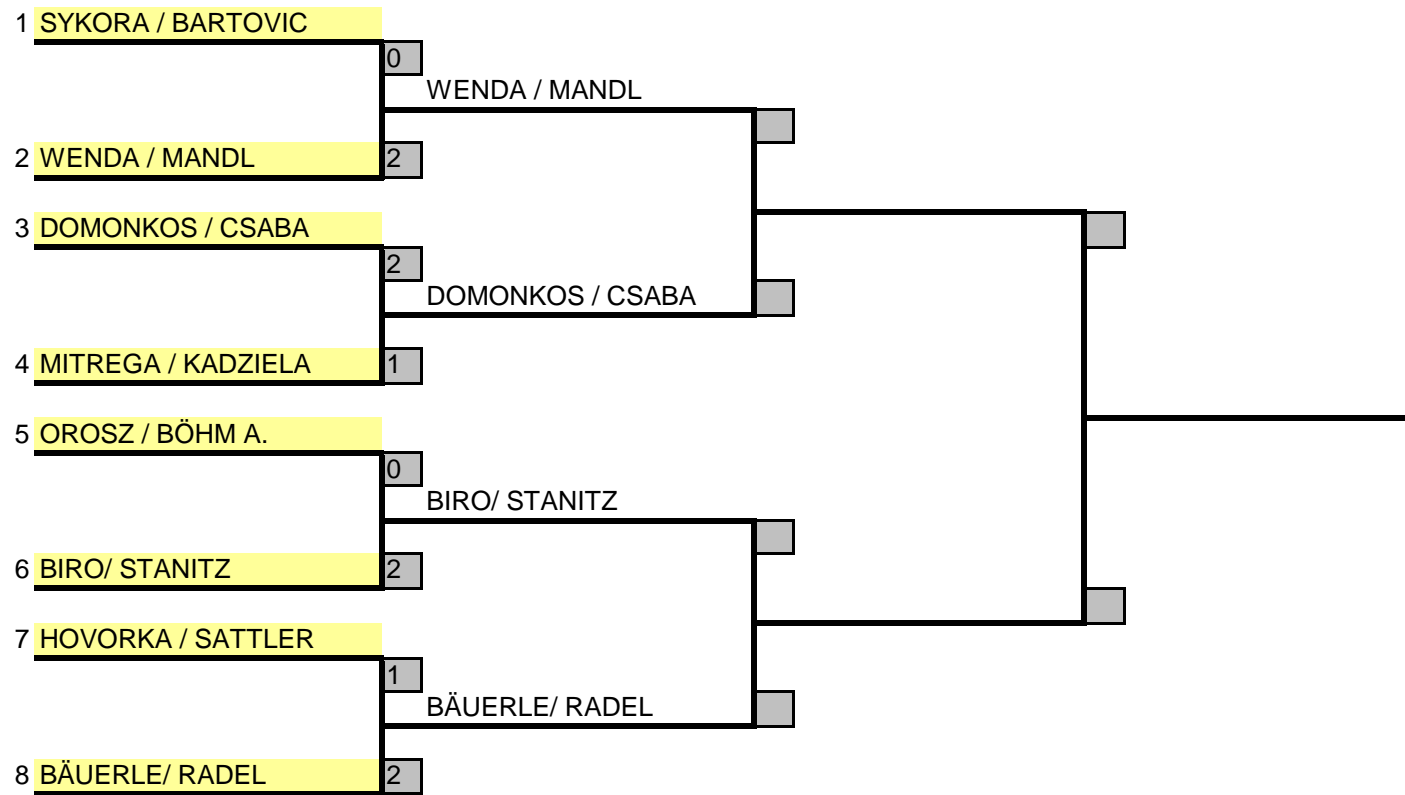 1 SYKORA / BARTOVIC
0
WENDA / MANDL
2 WENDA / MANDL
2
3 DOMONKOS / CSABA
2
DOMONKOS / CSABA
4 MITREGA / KADZIELA
1
5 OROSZ / BÖHM A.
0
BIRO/ STANITZ
6 BIRO/ STANITZ
2
7 HOVORKA / SATTLER
1
BÄUERLE/ RADEL
8 BÄUERLE/ RADEL
2